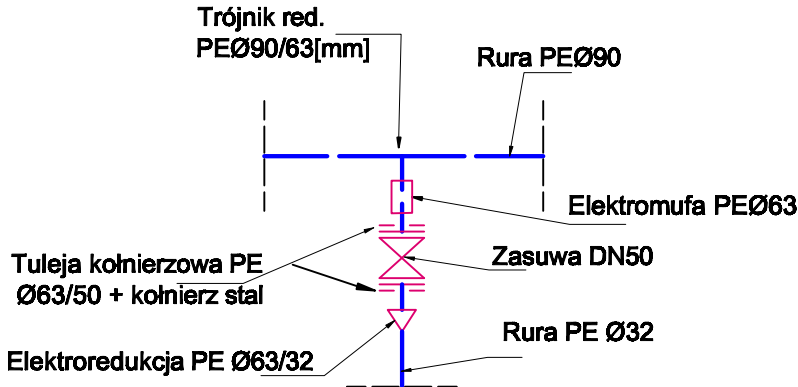 Trójnik red.
PEØ90/63[mm]
Rura PEØ90
Elektromufa PEØ63
Zasuwa DN50
Tuleja kołnierzowa PE
Ø63/50 + kołnierz stal
Rura PE Ø32
Elektroredukcja PE Ø63/32